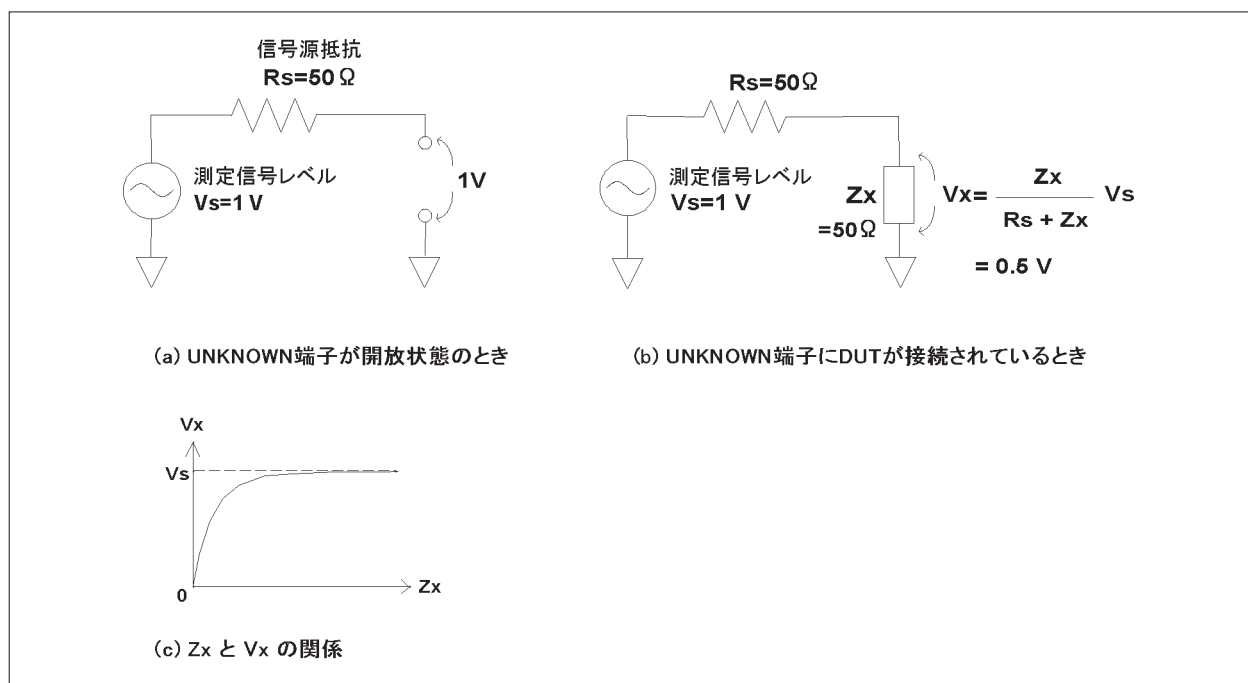 信号源抵抗
Rs=50Ω
測定信号レベル
Vs=1 V
1V
(a) UNKNOWN端子が開放状態のとき
Rs=50Ω
測定信号レベル
Vs=1 V
Zx
=50Ω
Vx= Zx / Rs + Zx Vs
= 0.5 V
(b) UNKNOWN端子にDUTが接続されているとき
Vx
Vs
0
Zx
(c) Zx と Vx の関係